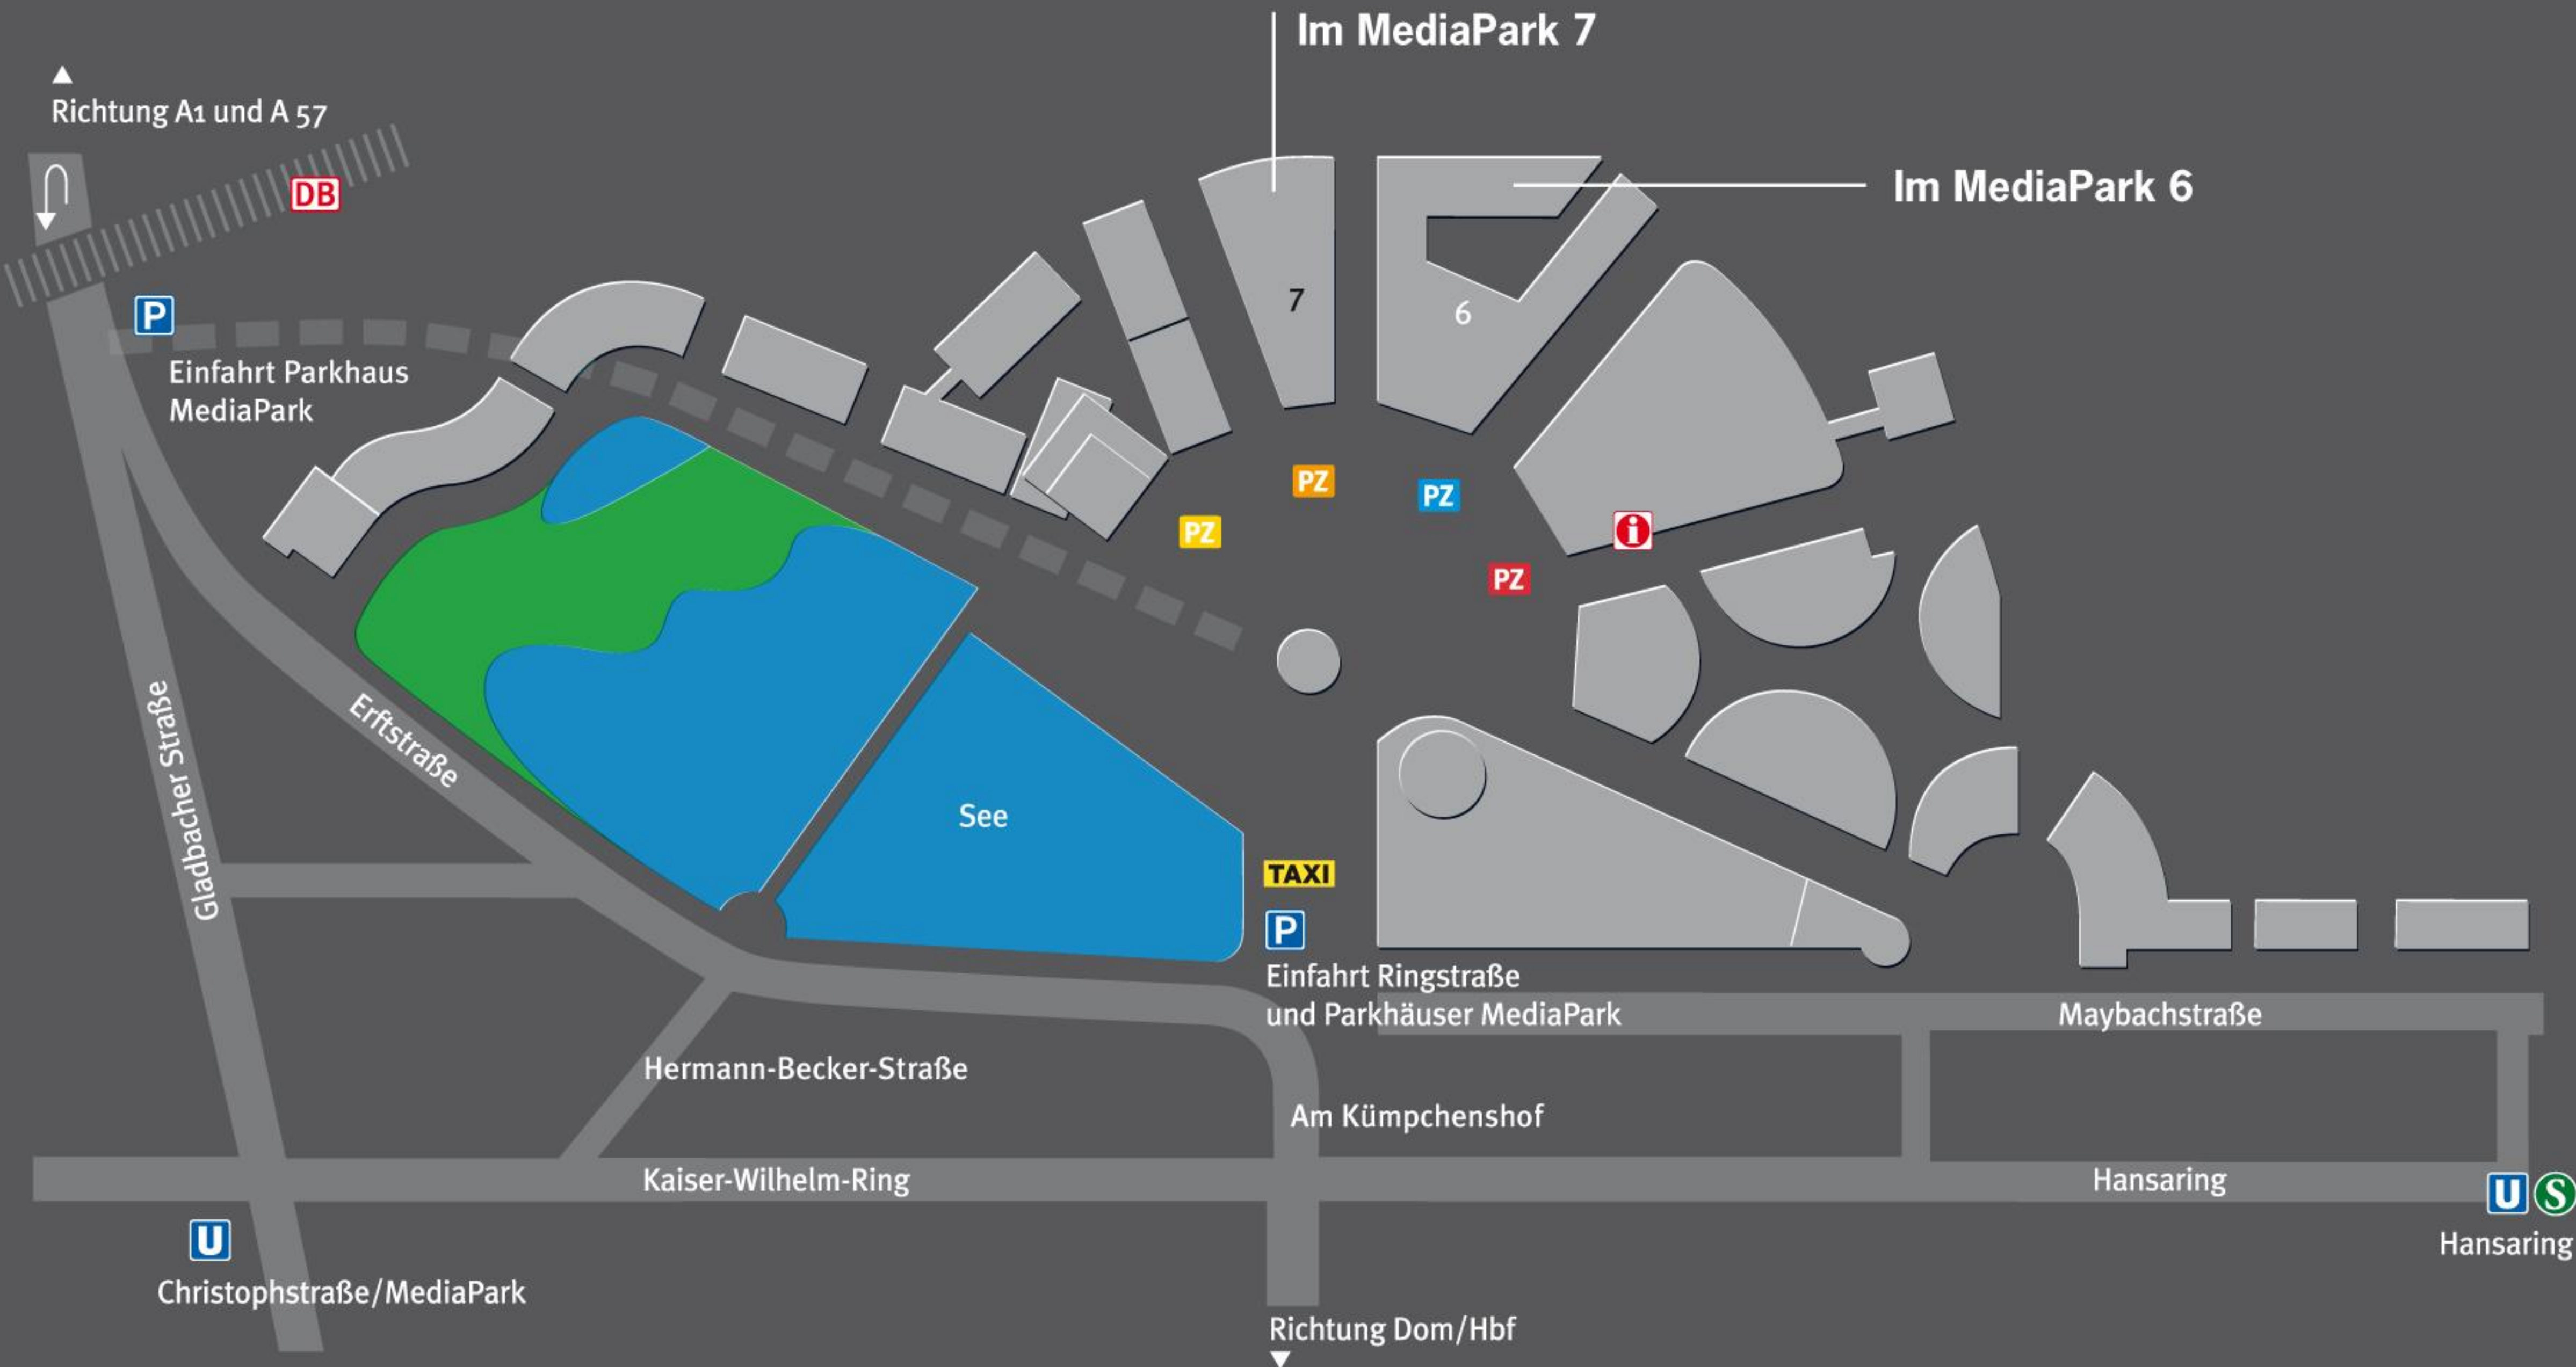 Im MediaPark 7
Richtung A1 und A 57
DB
Im MediaPark 6
P
Einfahrt Parkhaus
MediaPark
7
6
PZ
PZ
PZ
PZ
i
Gladbacher Straße
Erftstraße
See
TAXI
P
Einfahrt Ringstraße
und Parkhäuser MediaPark
Maybachstraße
Hermann-Becker-Straße
Am Kümpchenshof
Kaiser-Wilhelm-Ring
Hansaring
U S
Hansaring
U
Christophstraße/MediaPark
Richtung Dom/Hbf